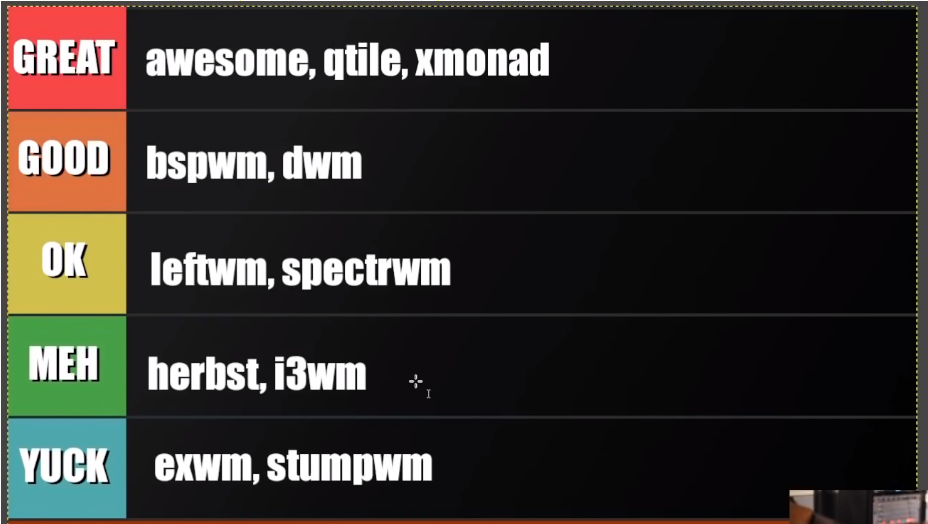 GREAT awesome, qtile, xmonad
GOOD bspwm, dwm
OK leftwm, spectrwm
MEH herbst, i3wm
YUCK exwm, stumpwm